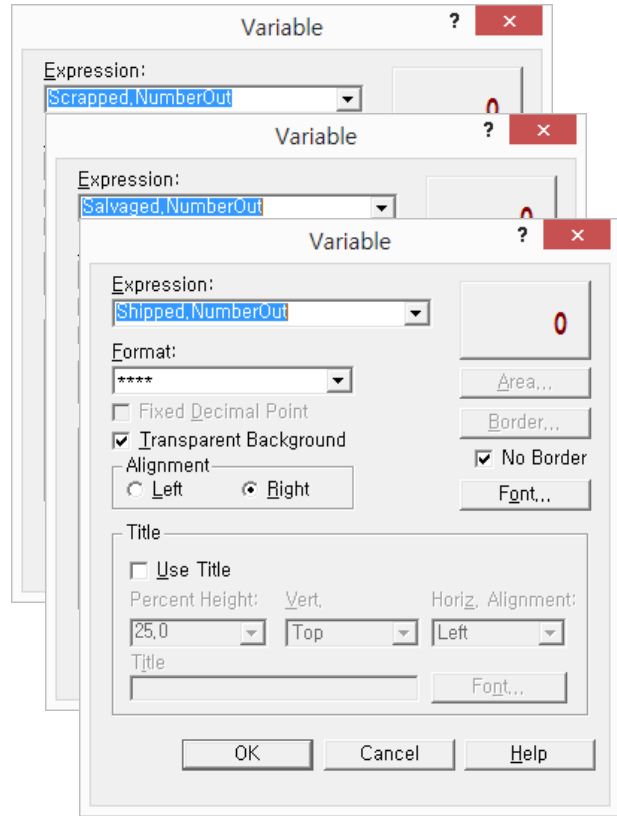 Variable
?
×
Expression:
Scrapped.NumberOut
0
Variable
?
×
Expression:
Salvaged.NumberOut
0
Variable
?
×
Expression:
Shipped.NumberOut
0
Format:
****
Area...
Fixed Decimal Point
Border...
Transparent Background
No Border
Alignment
Left
Right
Font...
Title
Use Title
Percent Height:
Vert.
Horiz. Alignment:
25.0
Top
Left
Title
Font...
OK
Cancel
Help